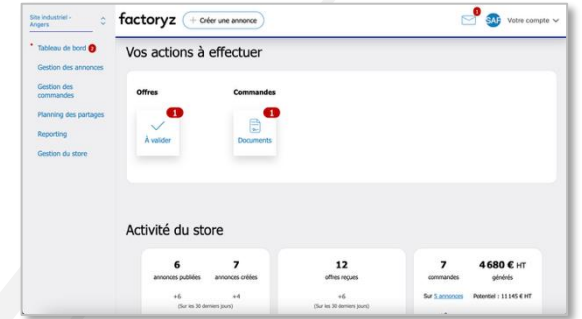 Site industriel -
Angers
factoryz
+ Créer une annonce
1
SAF
Votre compte
Tableau de bord 2
Gestion des annonces
Gestion des
commandes
Planning des partages
Reporting
Gestion du store
Vos actions à effectuer
Offres
Commandes
1
1
À valider
Documents
Activité du store
6
7
12
7
4 680 € HT
annonces publiées
annonces créées
offres reçues
commandes
générés
+6
+4
+6
Sur 5 annonces
Potentiel : 11 145 € HT
(Sur les 30 derniers jours)
(Sur les 30 derniers jours)